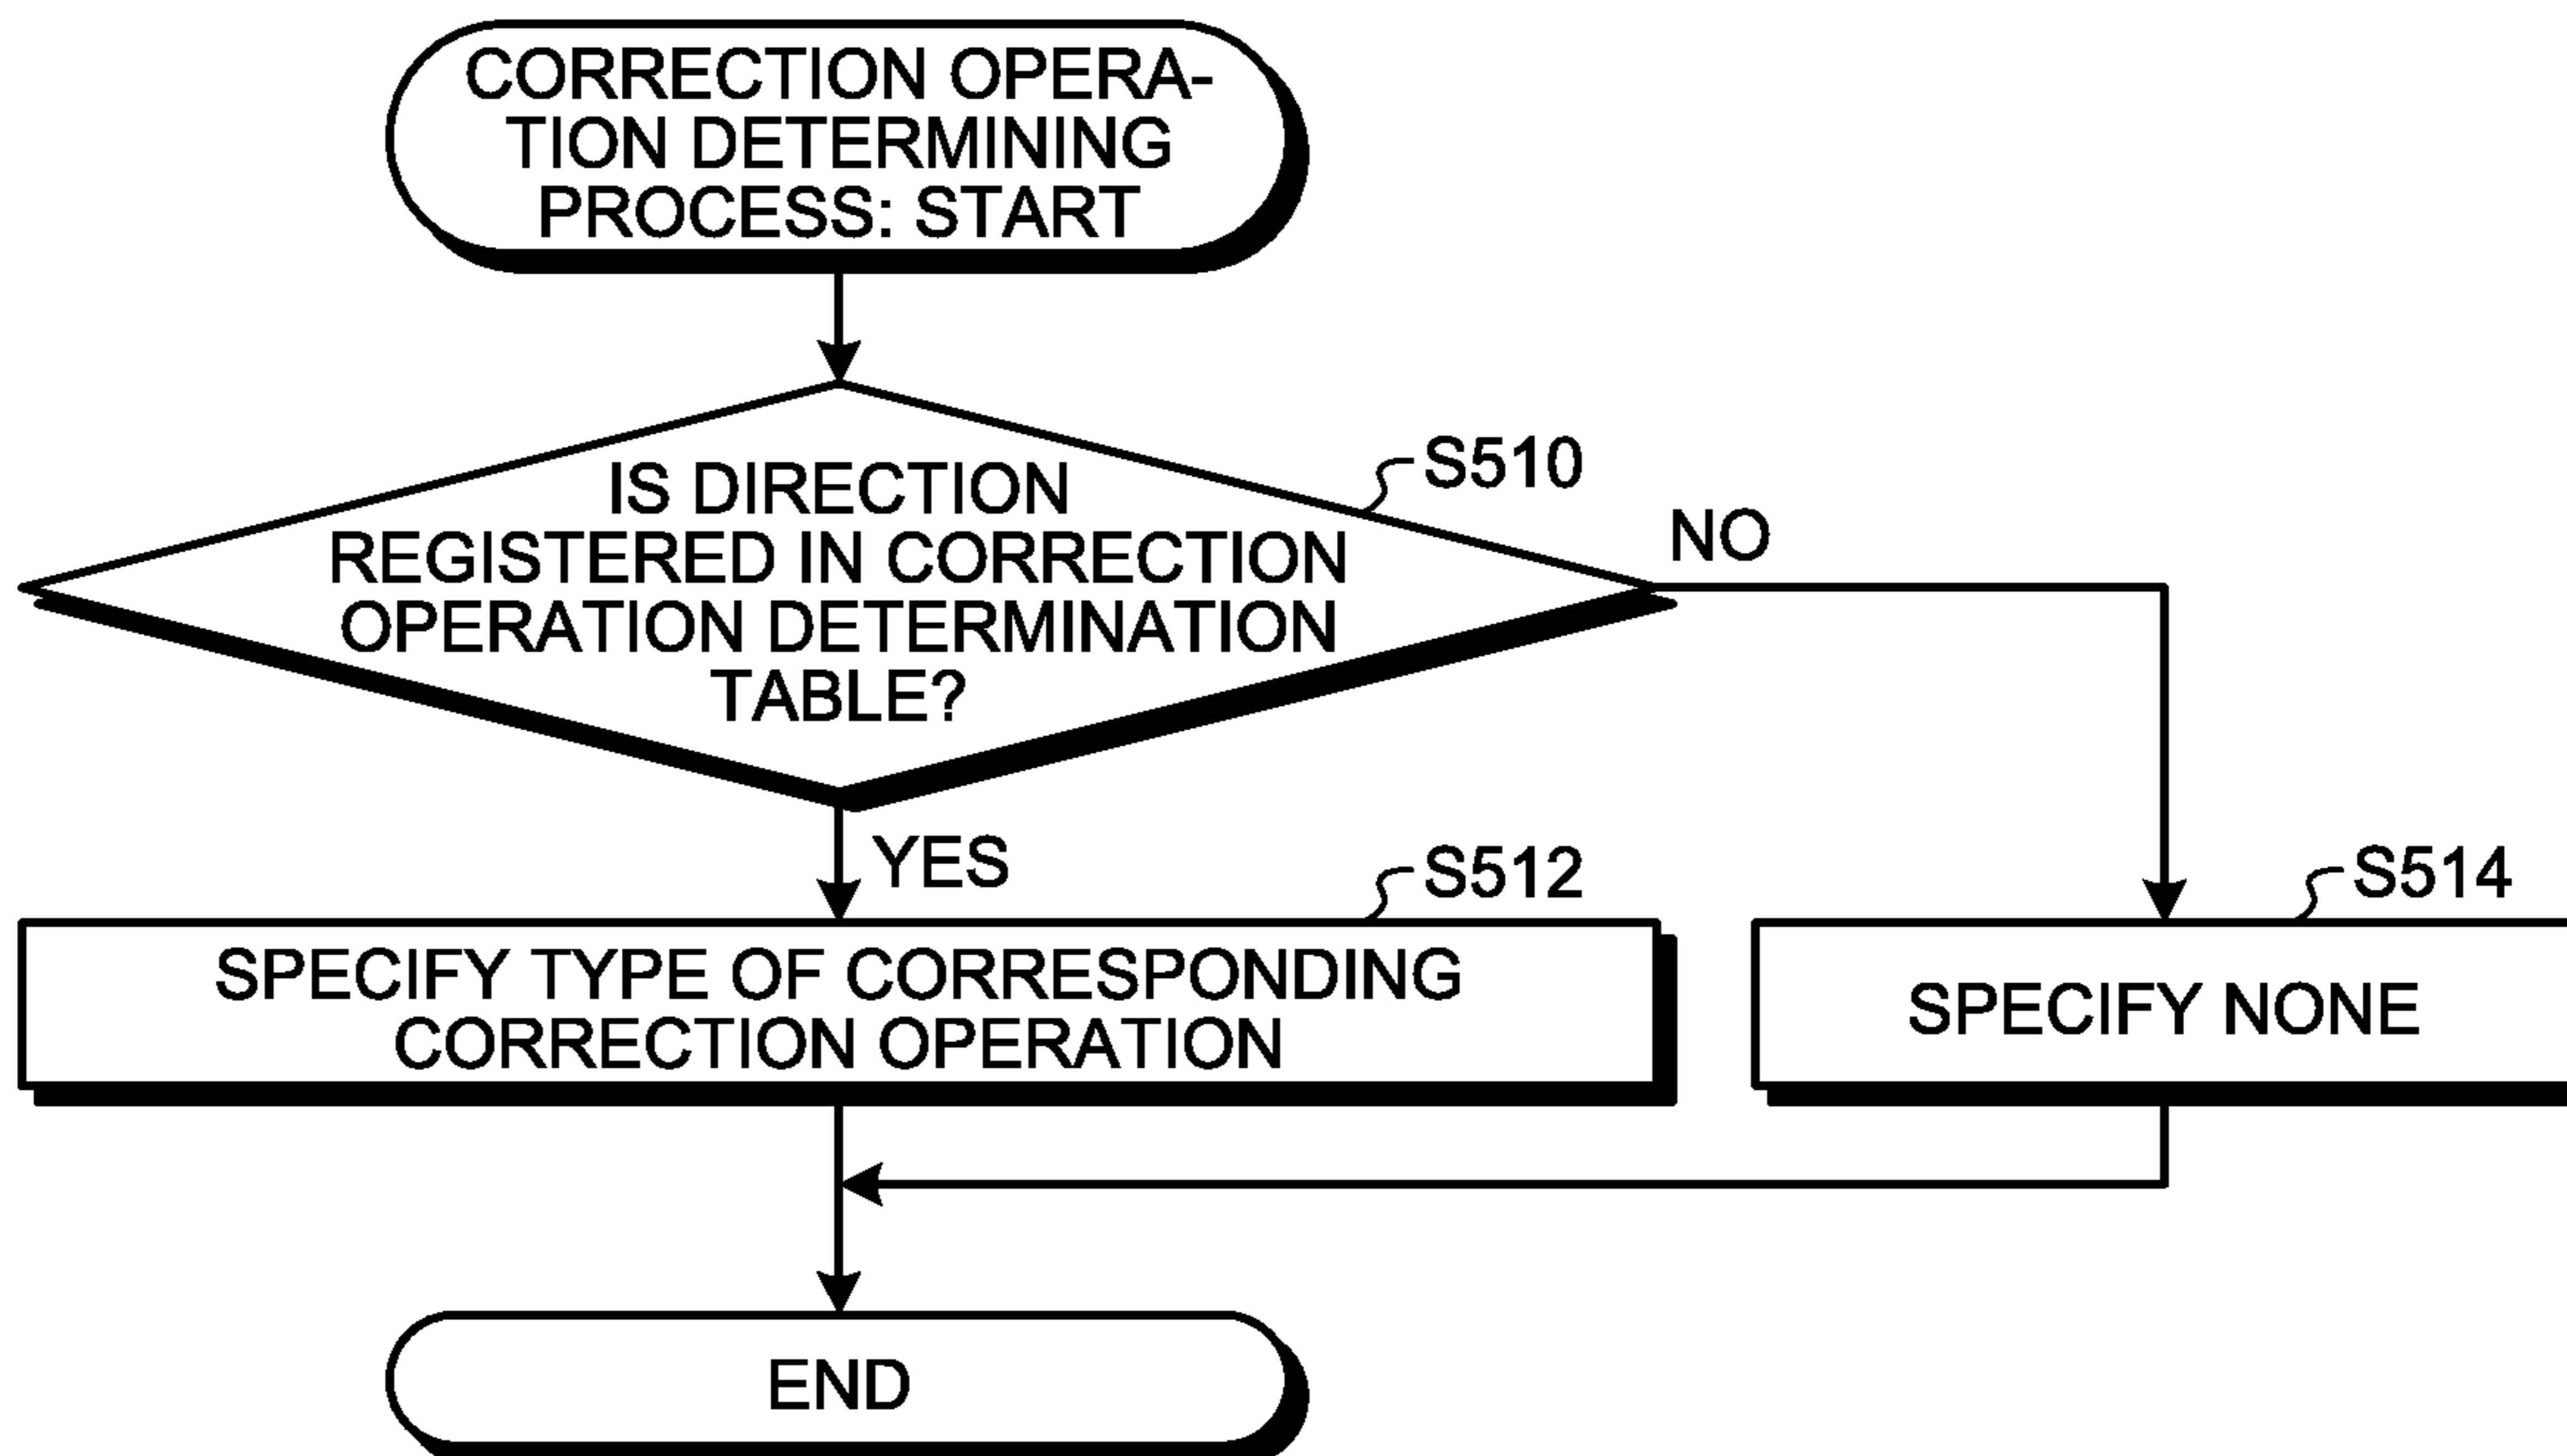 CORRECTION OPERA-
TION DETERMINING
PROCESS: START
S510
IS DIRECTION
REGISTERED IN CORRECTION
OPERATION DETERMINATION
TABLE?
NO
YES
S512
SPECIFY TYPE OF CORRESPONDING
CORRECTION OPERATION
S514
SPECIFY NONE
END